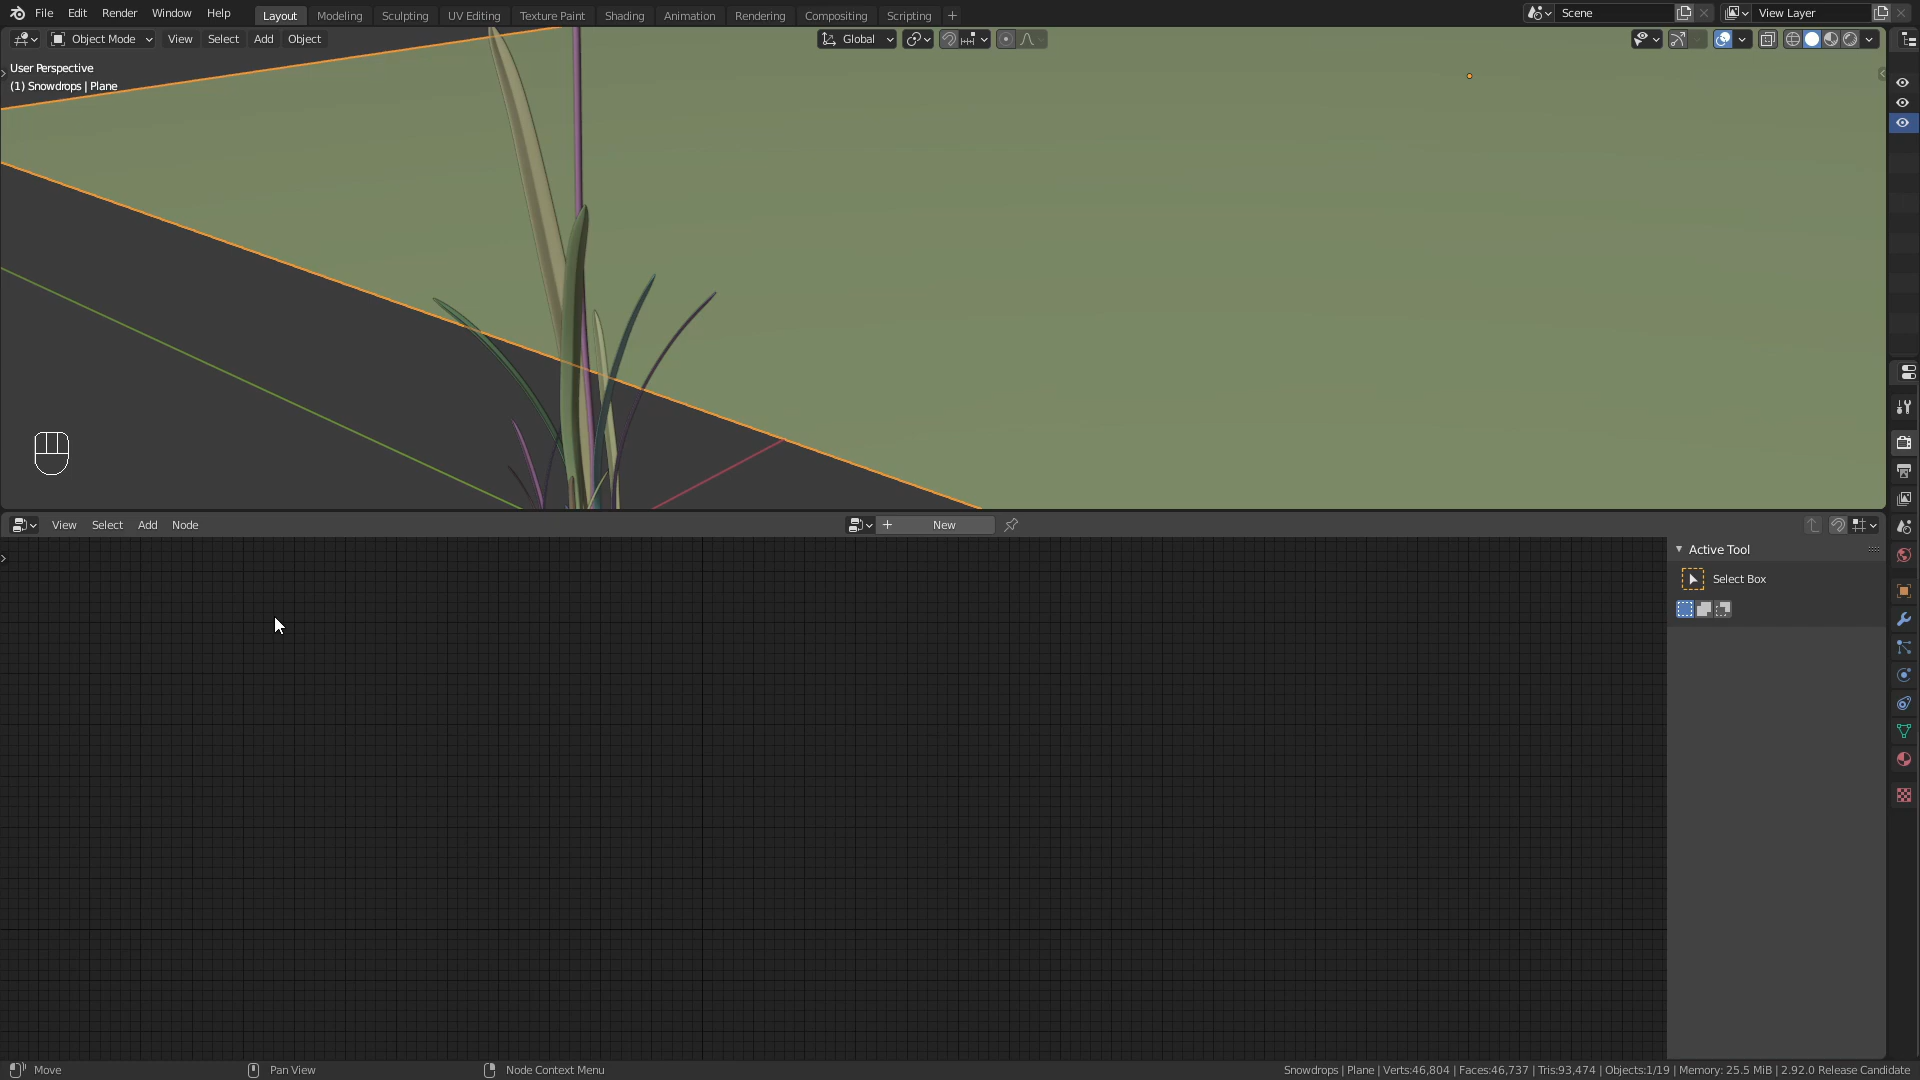 File Edit Render Window Help Layout Modeling Sculpting UV Editing Texture Paint Shading Animation Rendering Compositing Scripting + Scene View Layer
Object Mode View Select Add Object Global
User Perspective
(1) Snowdrops | Plane
View Select Add Node + New
Active Tool
Select Box
Move Pan View Node Context Menu Snowdrops | Plane | Verts:46,804 | Faces:46,737 | Tris:93,474 | Objects:1/19 | Memory: 25.5 MiB | 2.92.0 Release Candidate